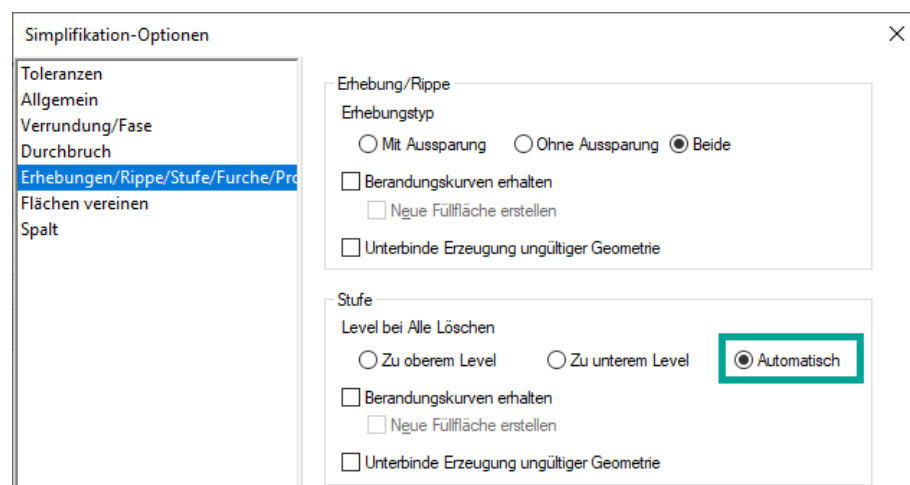 Simplifikation-Optionen
Toleranzen
Allgemein
Verrundung/Fase
Durchbruch
Erhebungen/Rippe/Stufe/Furche/Pro
Flächen vereinen
Spalt
Erhebung/Rippe
Erhebungstyp
Mit Aussparung Ohne Aussparung Beide
Berandungskurven erhalten
Neue Füllfläche erstellen
Unterbinde Erzeugung ungültiger Geometrie
Stufe
Level bei Alle Löschen
Zu oberem Level Zu unterem Level Automatisch
Berandungskurven erhalten
Neue Füllfläche erstellen
Unterbinde Erzeugung ungültiger Geometrie